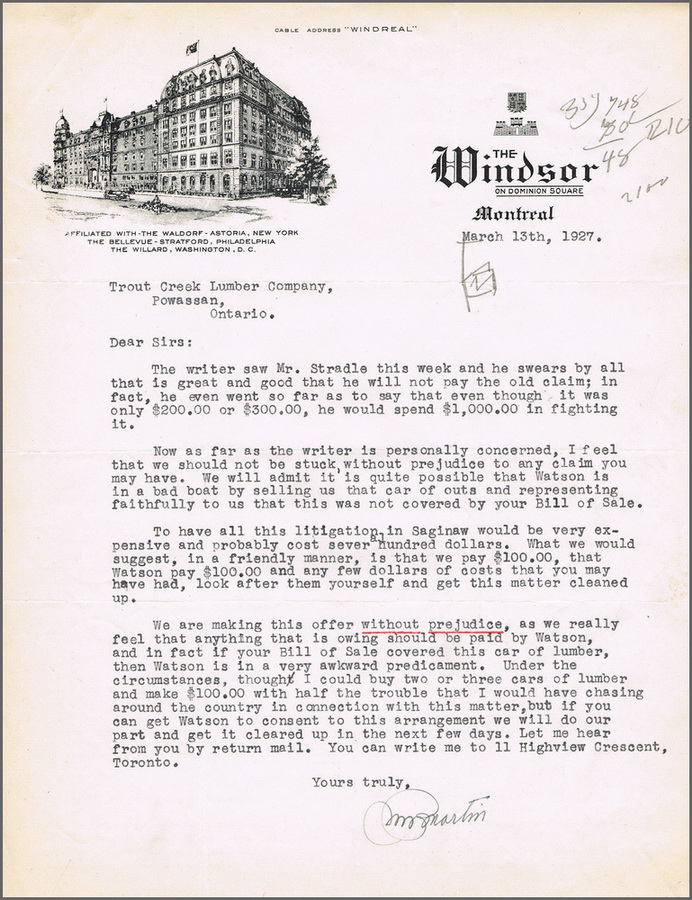 CABLE ADDRESS "WINDREAL"
35) 748
70
48
2100
THE
Windsor
ON DOMINION SQUARE
Montreal
AFFILIATED WITH - THE WALDORF - ASTORIA, NEW YORK
THE BELLEVUE - STRATFORD, PHILADELPHIA
THE WILLARD, WASHINGTON, D. C.
March 13th, 1927.
Trout Creek Lumber Company,
Powassan,
Ontario.
Dear Sirs:
The writer saw Mr. Stradle this week and he swears by all
that is great and good that he will not pay the old claim; in
fact, he even went so far as to say that even though it was
only $200.00 or $300.00, he would spend $1,000.00 in fighting
it.
Now as far as the writer is personally concerned, I feel
that we should not be stuck, without prejudice to any claim you
may have. We will admit it is quite possible that Watson is
in a bad boat by selling us that car of outs and representing
faithfully to us that this was not covered by your Bill of Sale.
To have all this litigation in Saginaw would be very ex-
pensive and probably cost several hundred dollars. What we would
suggest, in a friendly manner, is that we pay $100.00, that
Watson pay $100.00 and any few dollars of costs that you may
have had, look after them yourself and get this matter cleaned
up.
We are making this offer without prejudice, as we really
feel that anything that is owing should be paid by Watson,
and in fact if your Bill of Sale covered this car of lumber,
then Watson is in a very awkward predicament. Under the
circumstances, though I could buy two or three cars of lumber
and make $100.00 with half the trouble that I would have chasing
around the country in connection with this matter,but if you
can get Watson to consent to this arrangement we will do our
part and get it cleared up in the next few days. Let me hear
from you by return mail. You can write me to 11 Highview Crescent,
Toronto.
Yours truly,
Martin